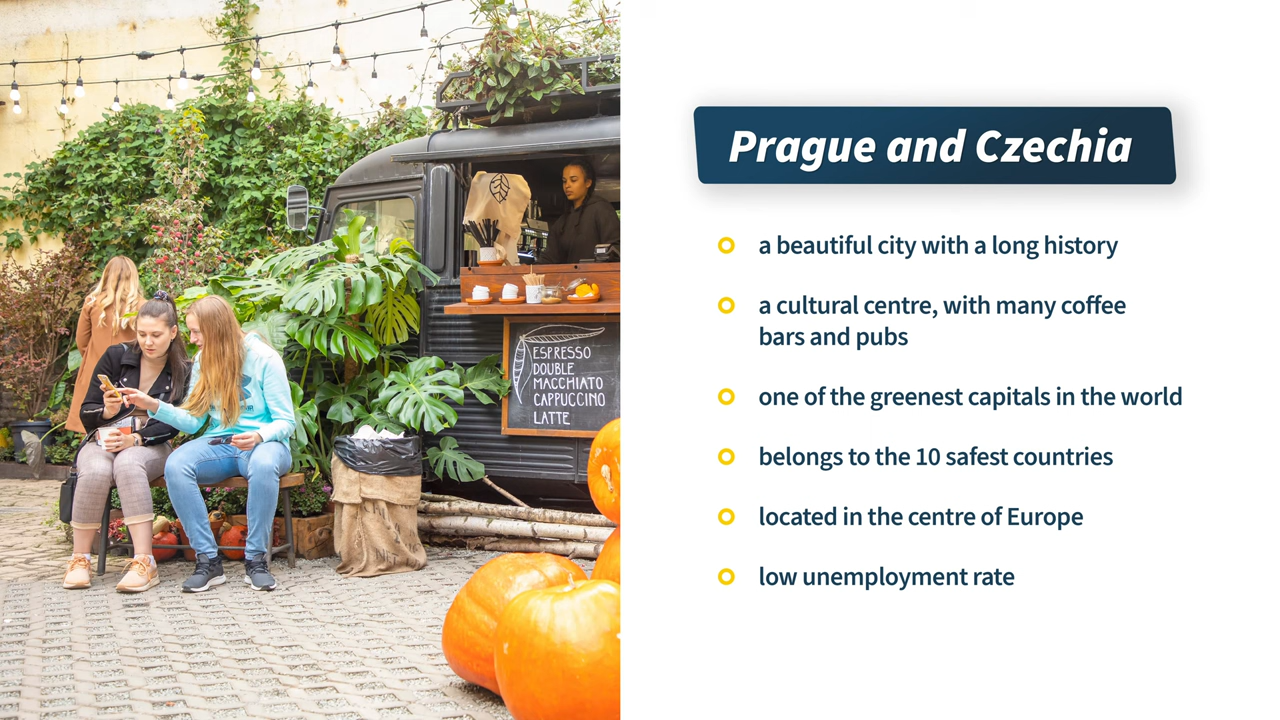 Prague and Czechia
a beautiful city with a long history
a cultural centre, with many coffee
bars and pubs
one of the greenest capitals in the world
belongs to the 10 safest countries
located in the centre of Europe
low unemployment rate
ESPRESSO
DOUBLE
MACCHIATO
CAPPUCCINO
LATTE